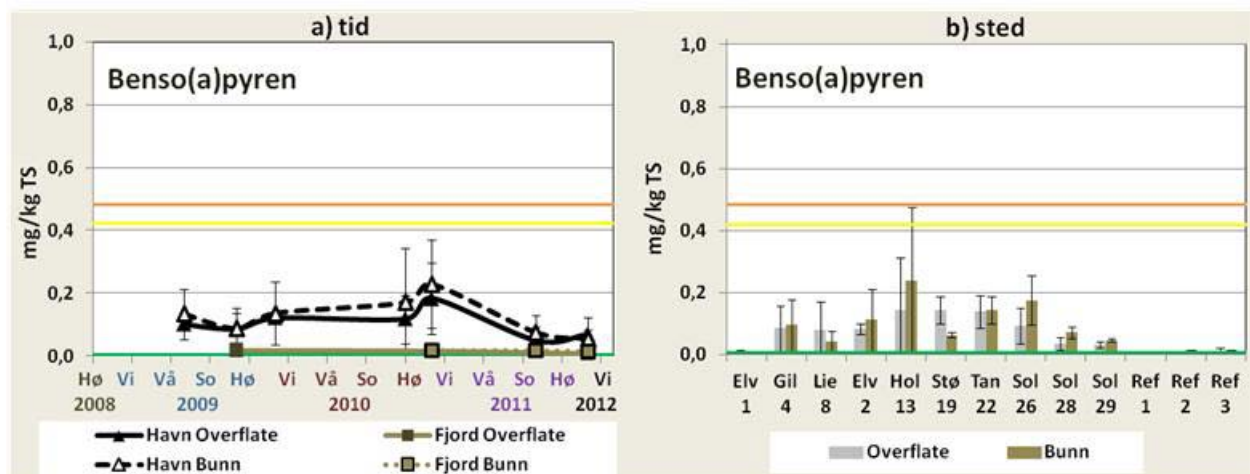 a) tid
1,0
0,8
0,6
0,4
0,2
0,0
mg/kg TS
Benso(a)pyren
Hø Vi Vå So Hø Vi Vå So Hø Vi Vå So Hø Vi
2008 2009 2010 2011 2012
Havn Overflate Fjord Overflate
Havn Bunn Fjord Bunn
b) sted
1,0
0,8
0,6
0,4
0,2
0,0
mg/kg TS
Benso(a)pyren
Elv Gil Lie Elv Hol Stø Tan Sol Sol Sol Ref Ref Ref
1 4 8 2 13 19 22 26 28 29 1 2 3
Overflate Bunn